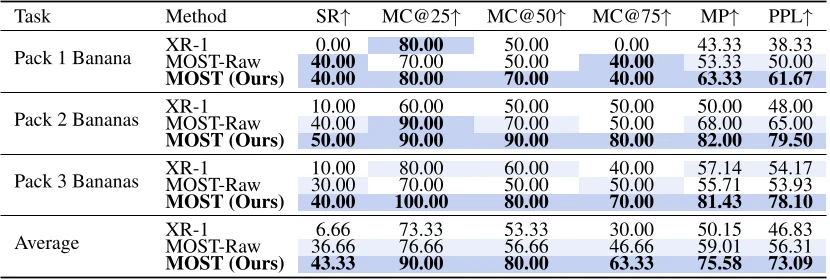 Task Method SR↑ MC@25↑ MC@50↑ MC@75↑ MP↑ PPL↑
XR-1 0.00 80.00 50.00 0.00 43.33 38.33
Pack 1 Banana MOST-Raw 40.00 70.00 50.00 40.00 53.33 50.00
MOST (Ours) 40.00 80.00 70.00 40.00 63.33 61.67
XR-1 10.00 60.00 50.00 50.00 50.00 48.00
Pack 2 Bananas MOST-Raw 40.00 90.00 70.00 50.00 68.00 65.00
MOST (Ours) 50.00 90.00 90.00 80.00 82.00 79.50
XR-1 10.00 80.00 60.00 40.00 57.14 54.17
Pack 3 Bananas MOST-Raw 30.00 70.00 50.00 50.00 55.71 53.93
MOST (Ours) 40.00 100.00 80.00 70.00 81.43 78.10
XR-1 6.66 73.33 53.33 30.00 50.15 46.83
Average MOST-Raw 36.66 76.66 56.66 46.66 59.01 56.31
MOST (Ours) 43.33 90.00 80.00 63.33 75.58 73.09